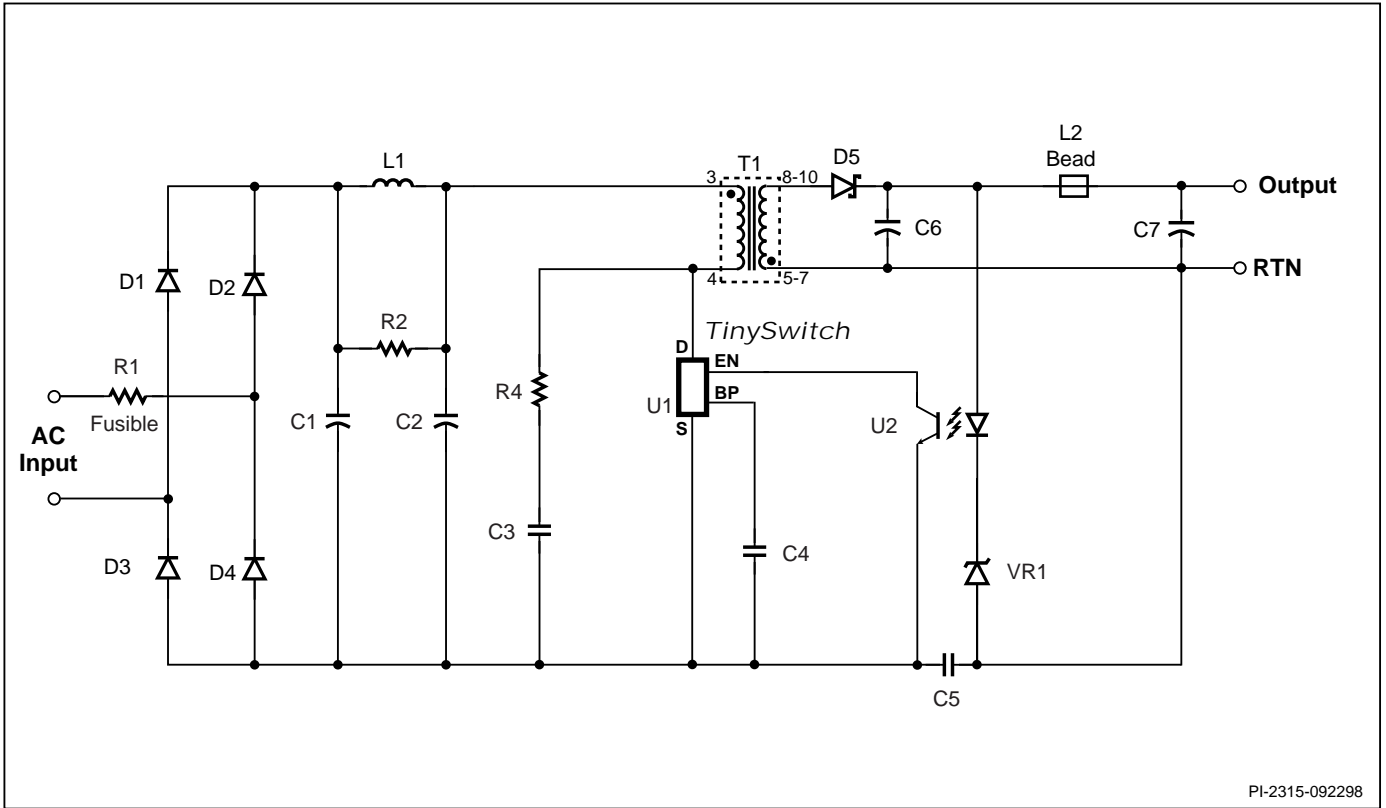 L2
Bead
L1
T1
D5
3
8-10
Output
C6
C7
4
5-7
RTN
D1
D2
R2
TinySwitch
D
EN
R1
Fusible
R4
BP
U1
S
U2
C1
C2
AC
Input
C3
C4
D3
D4
VR1
C5
PI-2315-092298